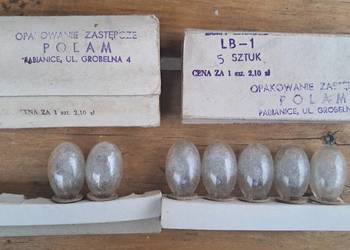 OPAKOWANIE ZASTĘPCZE
POLAM
PABIANICE, UL. GROBELNA 4
CENA ZA 1 szt. 2,10 zł
LB-1
5 SZTUK
CENA ZA 1 szt. 2,10 zł
OPAKOWANIE ZASTĘPCZE
POLAM
PABIANICE, UL. GROBELNA